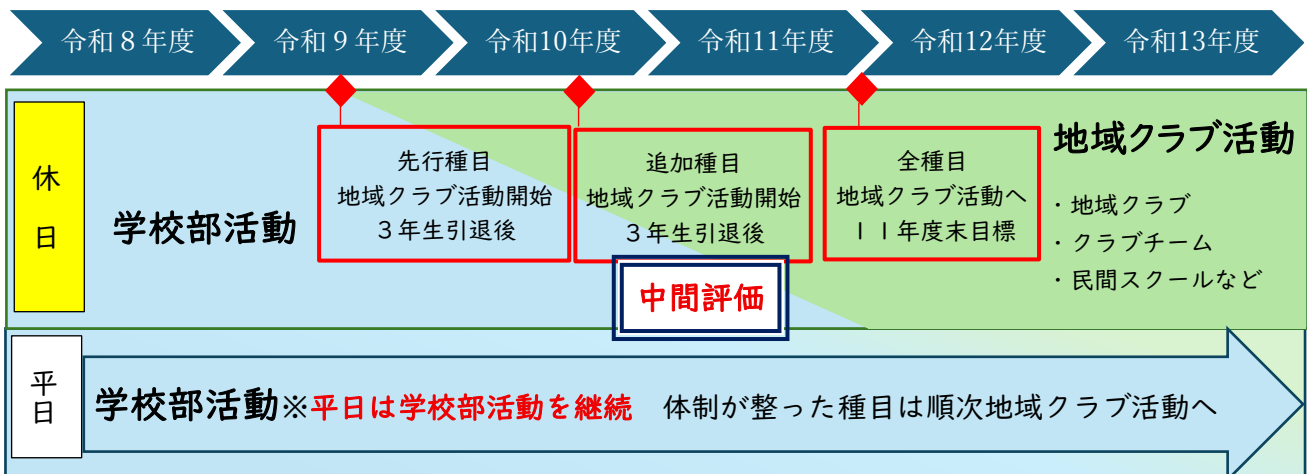 令和８年度
令和９年度
令和10年度
令和11年度
令和12年度
令和13年度
休日
学校部活動
先行種目
地域クラブ活動開始
３年生引退後
追加種目
地域クラブ活動開始
３年生引退後
中間評価
全種目
地域クラブ活動へ
１１年度末目標
地域クラブ活動
・地域クラブ
・クラブチーム
・民間スクールなど
平日
学校部活動※平日は学校部活動を継続　体制が整った種目は順次地域クラブ活動へ